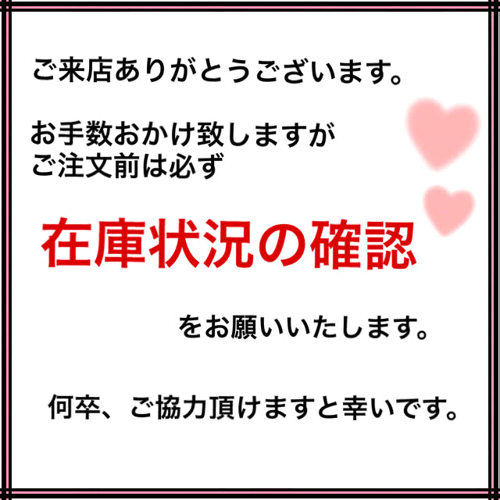 ご来店ありがとうございます。
お手数おかけ致しますが
ご注文前は必ず
在庫状況の確認
をお願いいたします。
何卒、ご協力頂けますと幸いです。